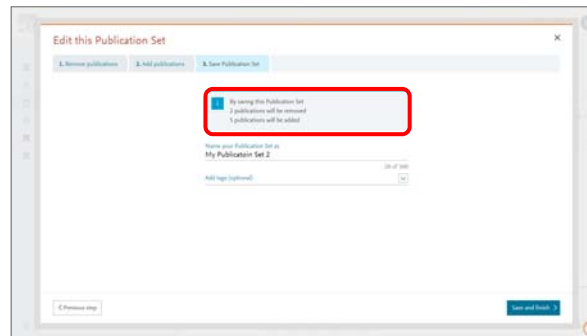 Edit this Publication Set
1. Remove publications 2. Add publications 3. Save Publication Set
By saving this Publication Set
2 publications will be removed
5 publications will be added
Name your Publication Set as
My Publicatoin Set 2
Add tags (optional)
Previous step
Save and finish